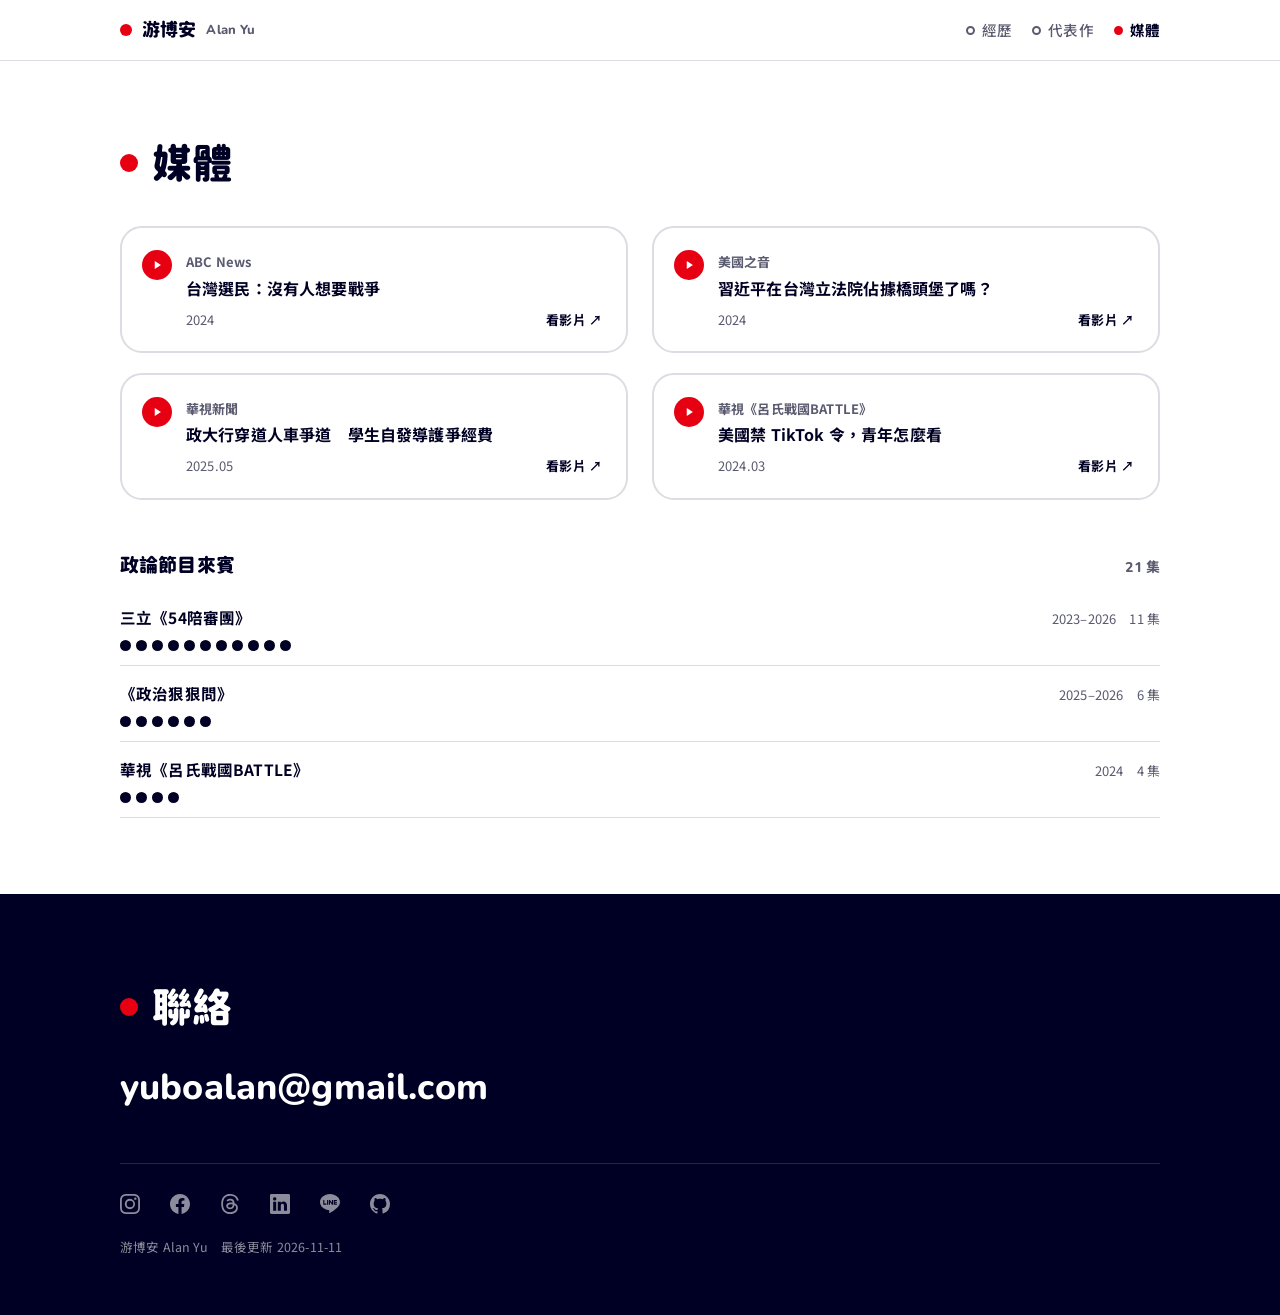 游博安 Alan Yu
經歷
代表作
媒體
媒體
ABC News
台灣選民：沒有人想要戰爭
2024
看影片 ↗
美國之音
習近平在台灣立法院佔據橋頭堡了嗎？
2024
看影片 ↗
華視新聞
政大行穿道人車爭道　學生自發導護爭經費
2025.05
看影片 ↗
華視《呂氏戰國BATTLE》
美國禁 TikTok 令，青年怎麼看
2024.03
看影片 ↗
政論節目來賓
21 集
三立《54陪審團》
2023–2026　11 集
《政治狠狠問》
2025–2026　6 集
華視《呂氏戰國BATTLE》
2024　4 集
聯絡
yuboalan@gmail.com
LINE
游博安 Alan Yu　最後更新 2026-11-11